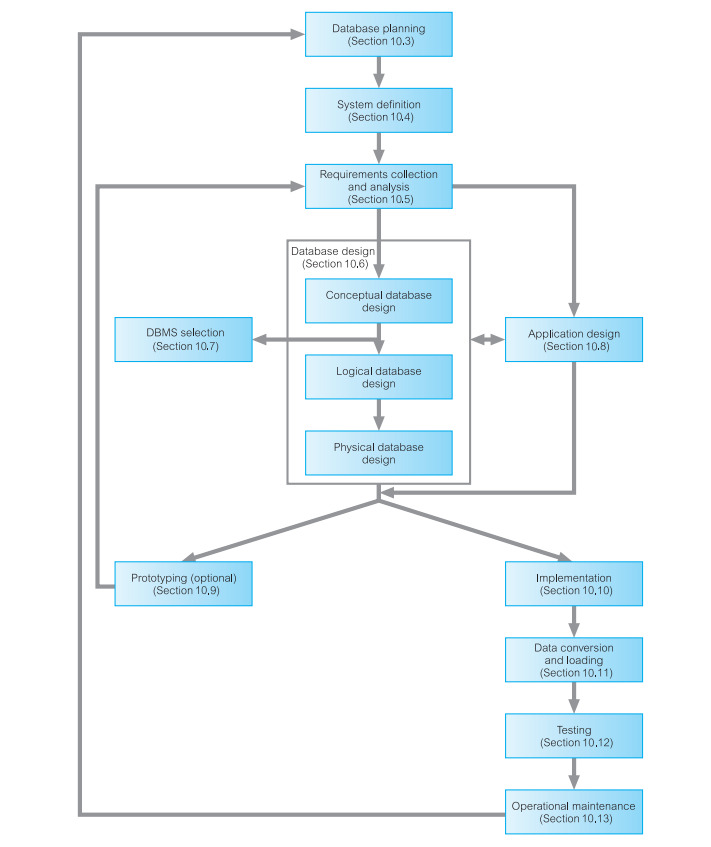 Database planning
(Section 10.3)
System definition
(Section 10.4)
Requirements collection
and analysis
(Section 10.5)
Database design
(Section 10.6)
Conceptual database
design
DBMS selection
(Section 10.7)
Application design
(Section 10.8)
Logical database
design
Physical database
design
Prototyping (optional)
(Section 10.9)
Implementation
(Section 10.10)
Data conversion
and loading
(Section 10.11)
Testing
(Section 10.12)
Operational maintenance
(Section 10.13)